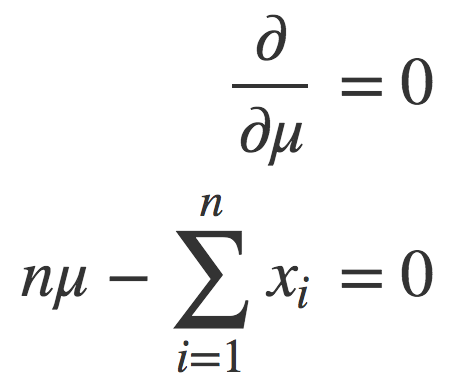 ∂/∂μ = 0
nμ − ∑_{i=1}^{n} x_i = 0